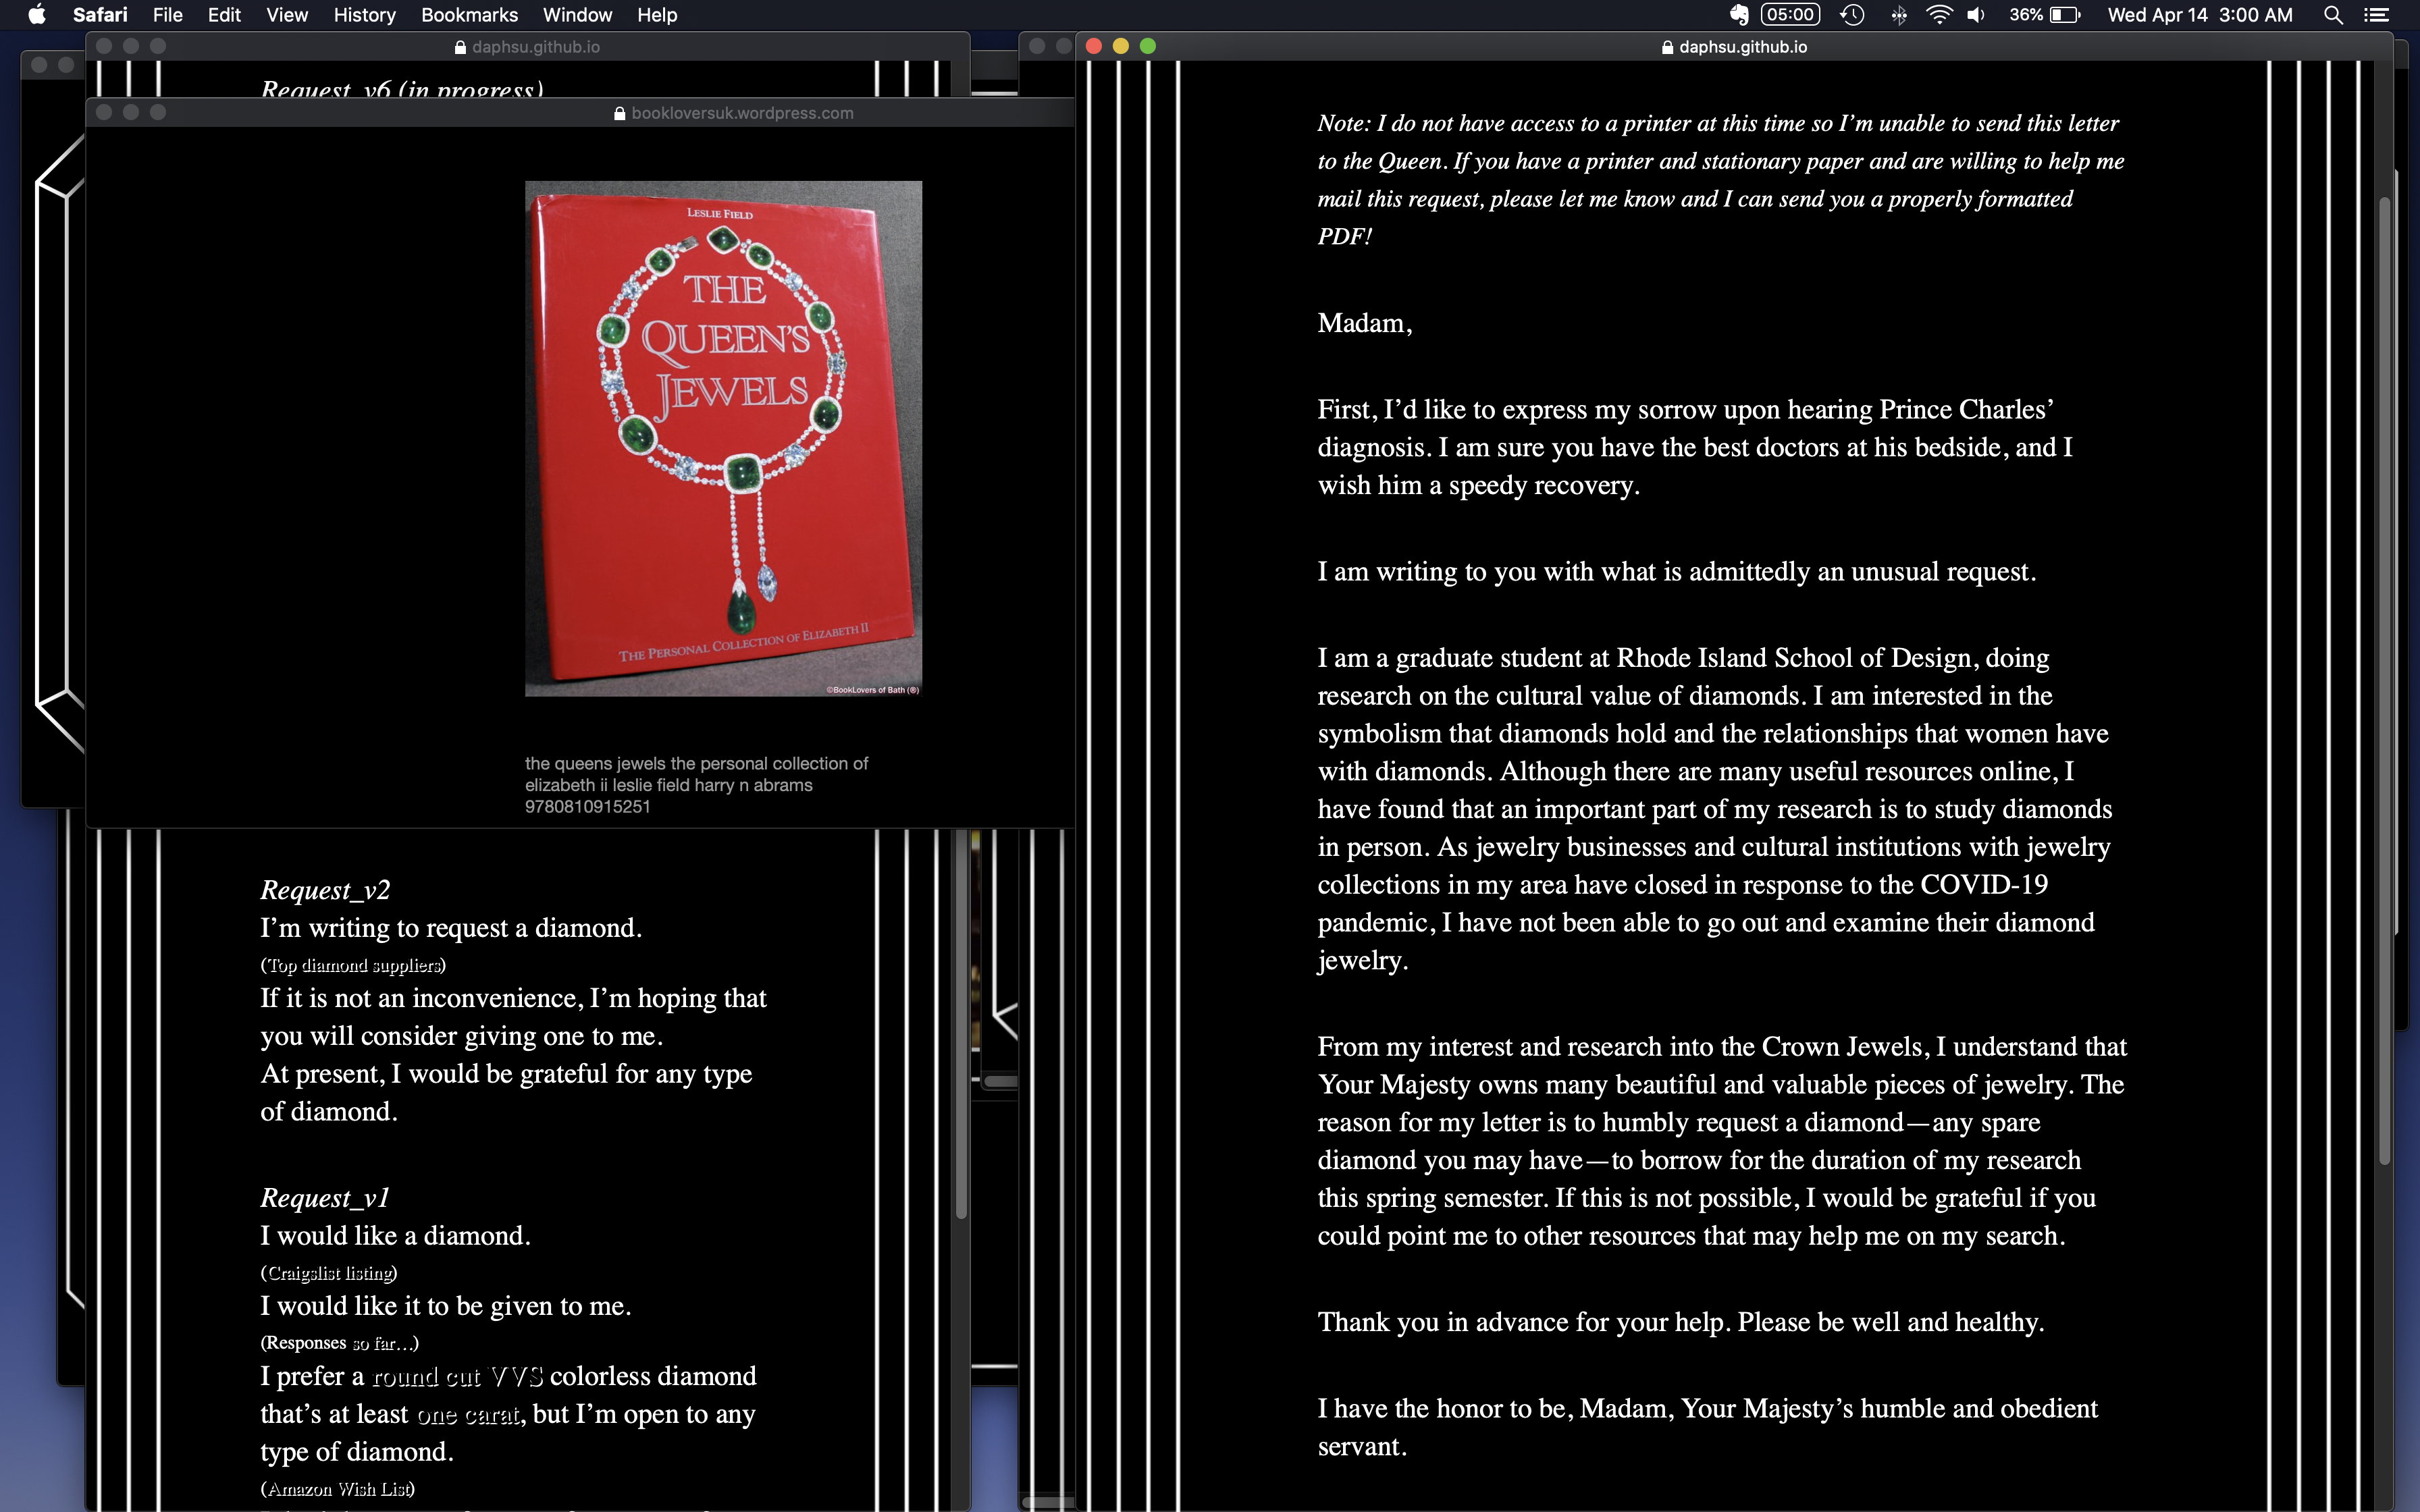 Safari File Edit View History Bookmarks Window Help
05:00 36% Wed Apr 14 3:00 AM
daphsu.github.io
Request_v6 (in progress)
bookloversuk.wordpress.com
LESLIE FIELD
THE
QUEEN'S
JEWELS
THE PERSONAL COLLECTION OF ELIZABETH II
©BookLovers of Bath (®)
the queens jewels the personal collection of
elizabeth ii leslie field harry n abrams
9780810915251
Request_v2
I’m writing to request a diamond.
(Top diamond suppliers)
If it is not an inconvenience, I’m hoping that
you will consider giving one to me.
At present, I would be grateful for any type
of diamond.
Request_v1
I would like a diamond.
(Craigslist listing)
I would like it to be given to me.
(Responses so far…)
I prefer a round cut VVS colorless diamond
that’s at least one carat, but I’m open to any
type of diamond.
(Amazon Wish List)
daphsu.github.io
Note: I do not have access to a printer at this time so I’m unable to send this letter
to the Queen. If you have a printer and stationary paper and are willing to help me
mail this request, please let me know and I can send you a properly formatted
PDF!
Madam,
First, I’d like to express my sorrow upon hearing Prince Charles’
diagnosis. I am sure you have the best doctors at his bedside, and I
wish him a speedy recovery.
I am writing to you with what is admittedly an unusual request.
I am a graduate student at Rhode Island School of Design, doing
research on the cultural value of diamonds. I am interested in the
symbolism that diamonds hold and the relationships that women have
with diamonds. Although there are many useful resources online, I
have found that an important part of my research is to study diamonds
in person. As jewelry businesses and cultural institutions with jewelry
collections in my area have closed in response to the COVID-19
pandemic, I have not been able to go out and examine their diamond
jewelry.
From my interest and research into the Crown Jewels, I understand that
Your Majesty owns many beautiful and valuable pieces of jewelry. The
reason for my letter is to humbly request a diamond—any spare
diamond you may have—to borrow for the duration of my research
this spring semester. If this is not possible, I would be grateful if you
could point me to other resources that may help me on my search.
Thank you in advance for your help. Please be well and healthy.
I have the honor to be, Madam, Your Majesty’s humble and obedient
servant.